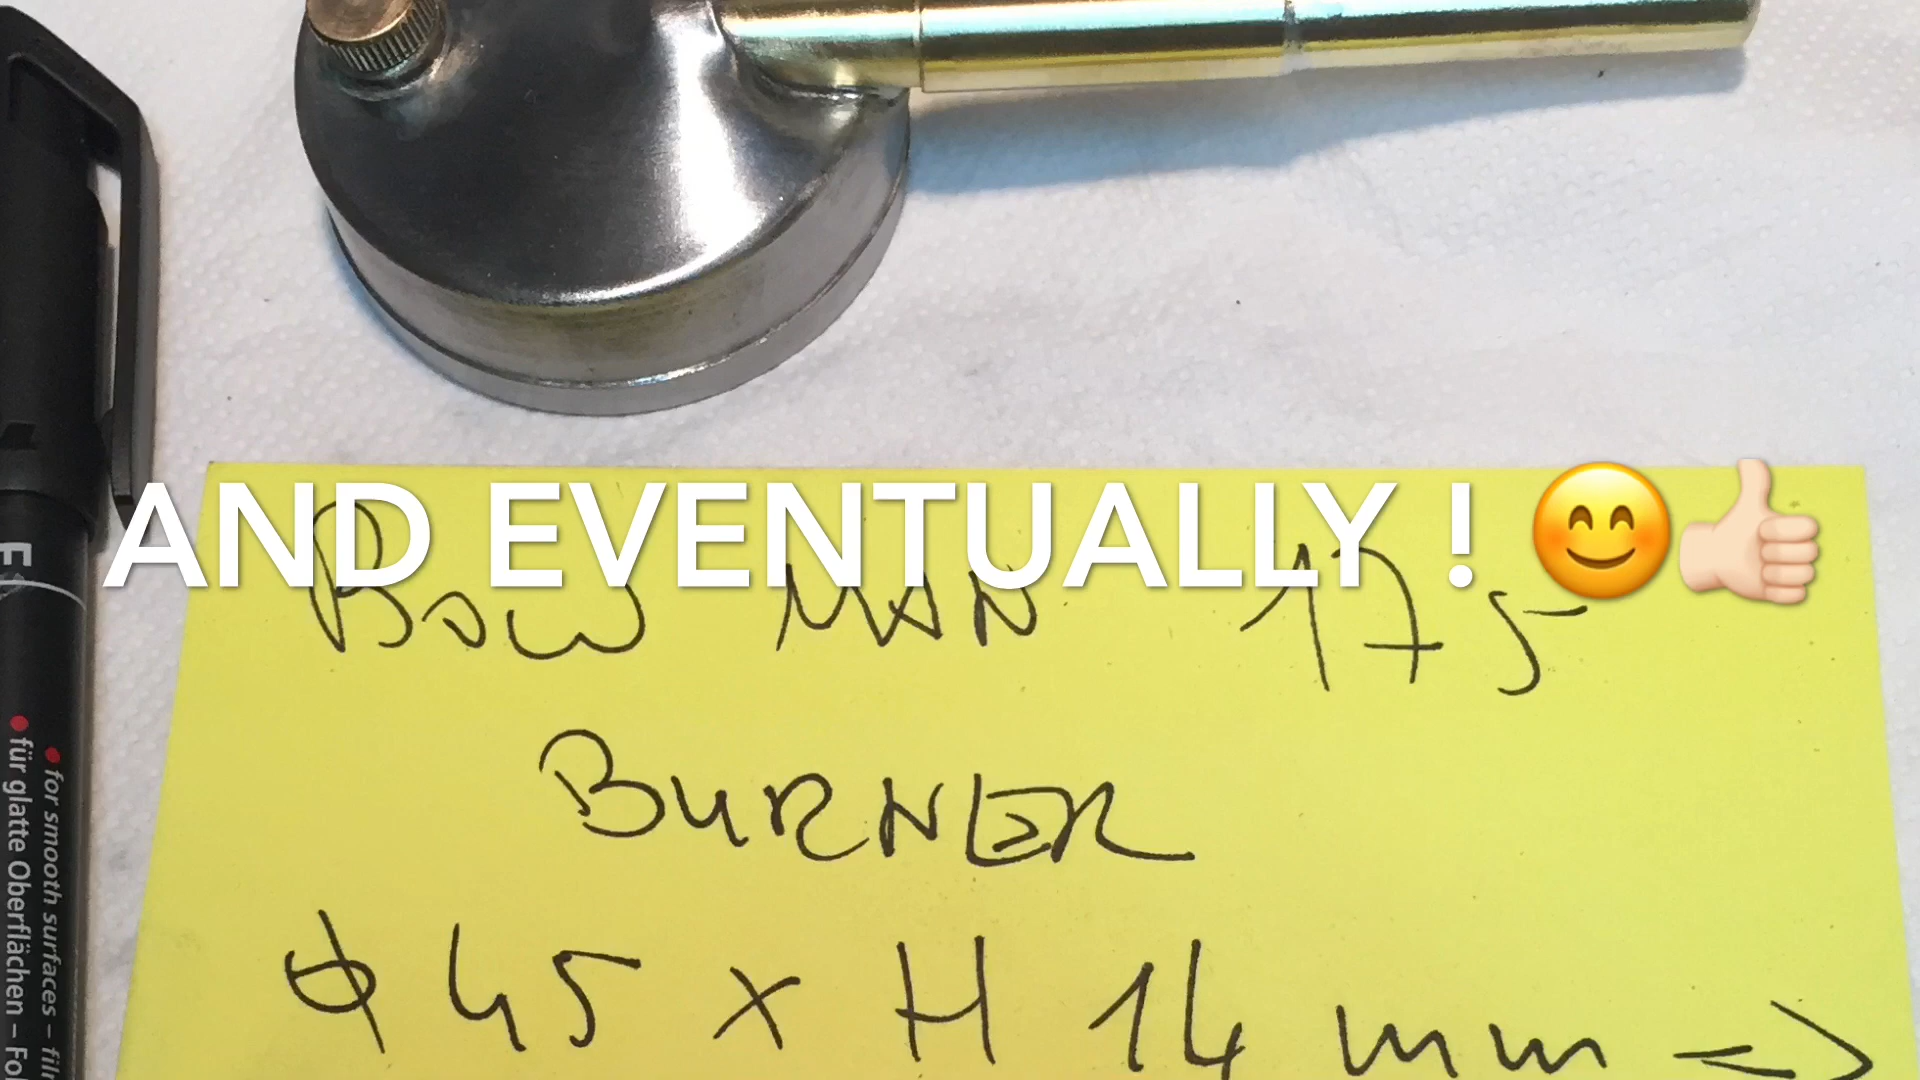 AND EVENTUALLY ! 😊👍🏻
BOW MAN 175
BURNER
φ 45 x H 14 mm <>
• for smooth surfaces –
• für glatte Oberflächen –